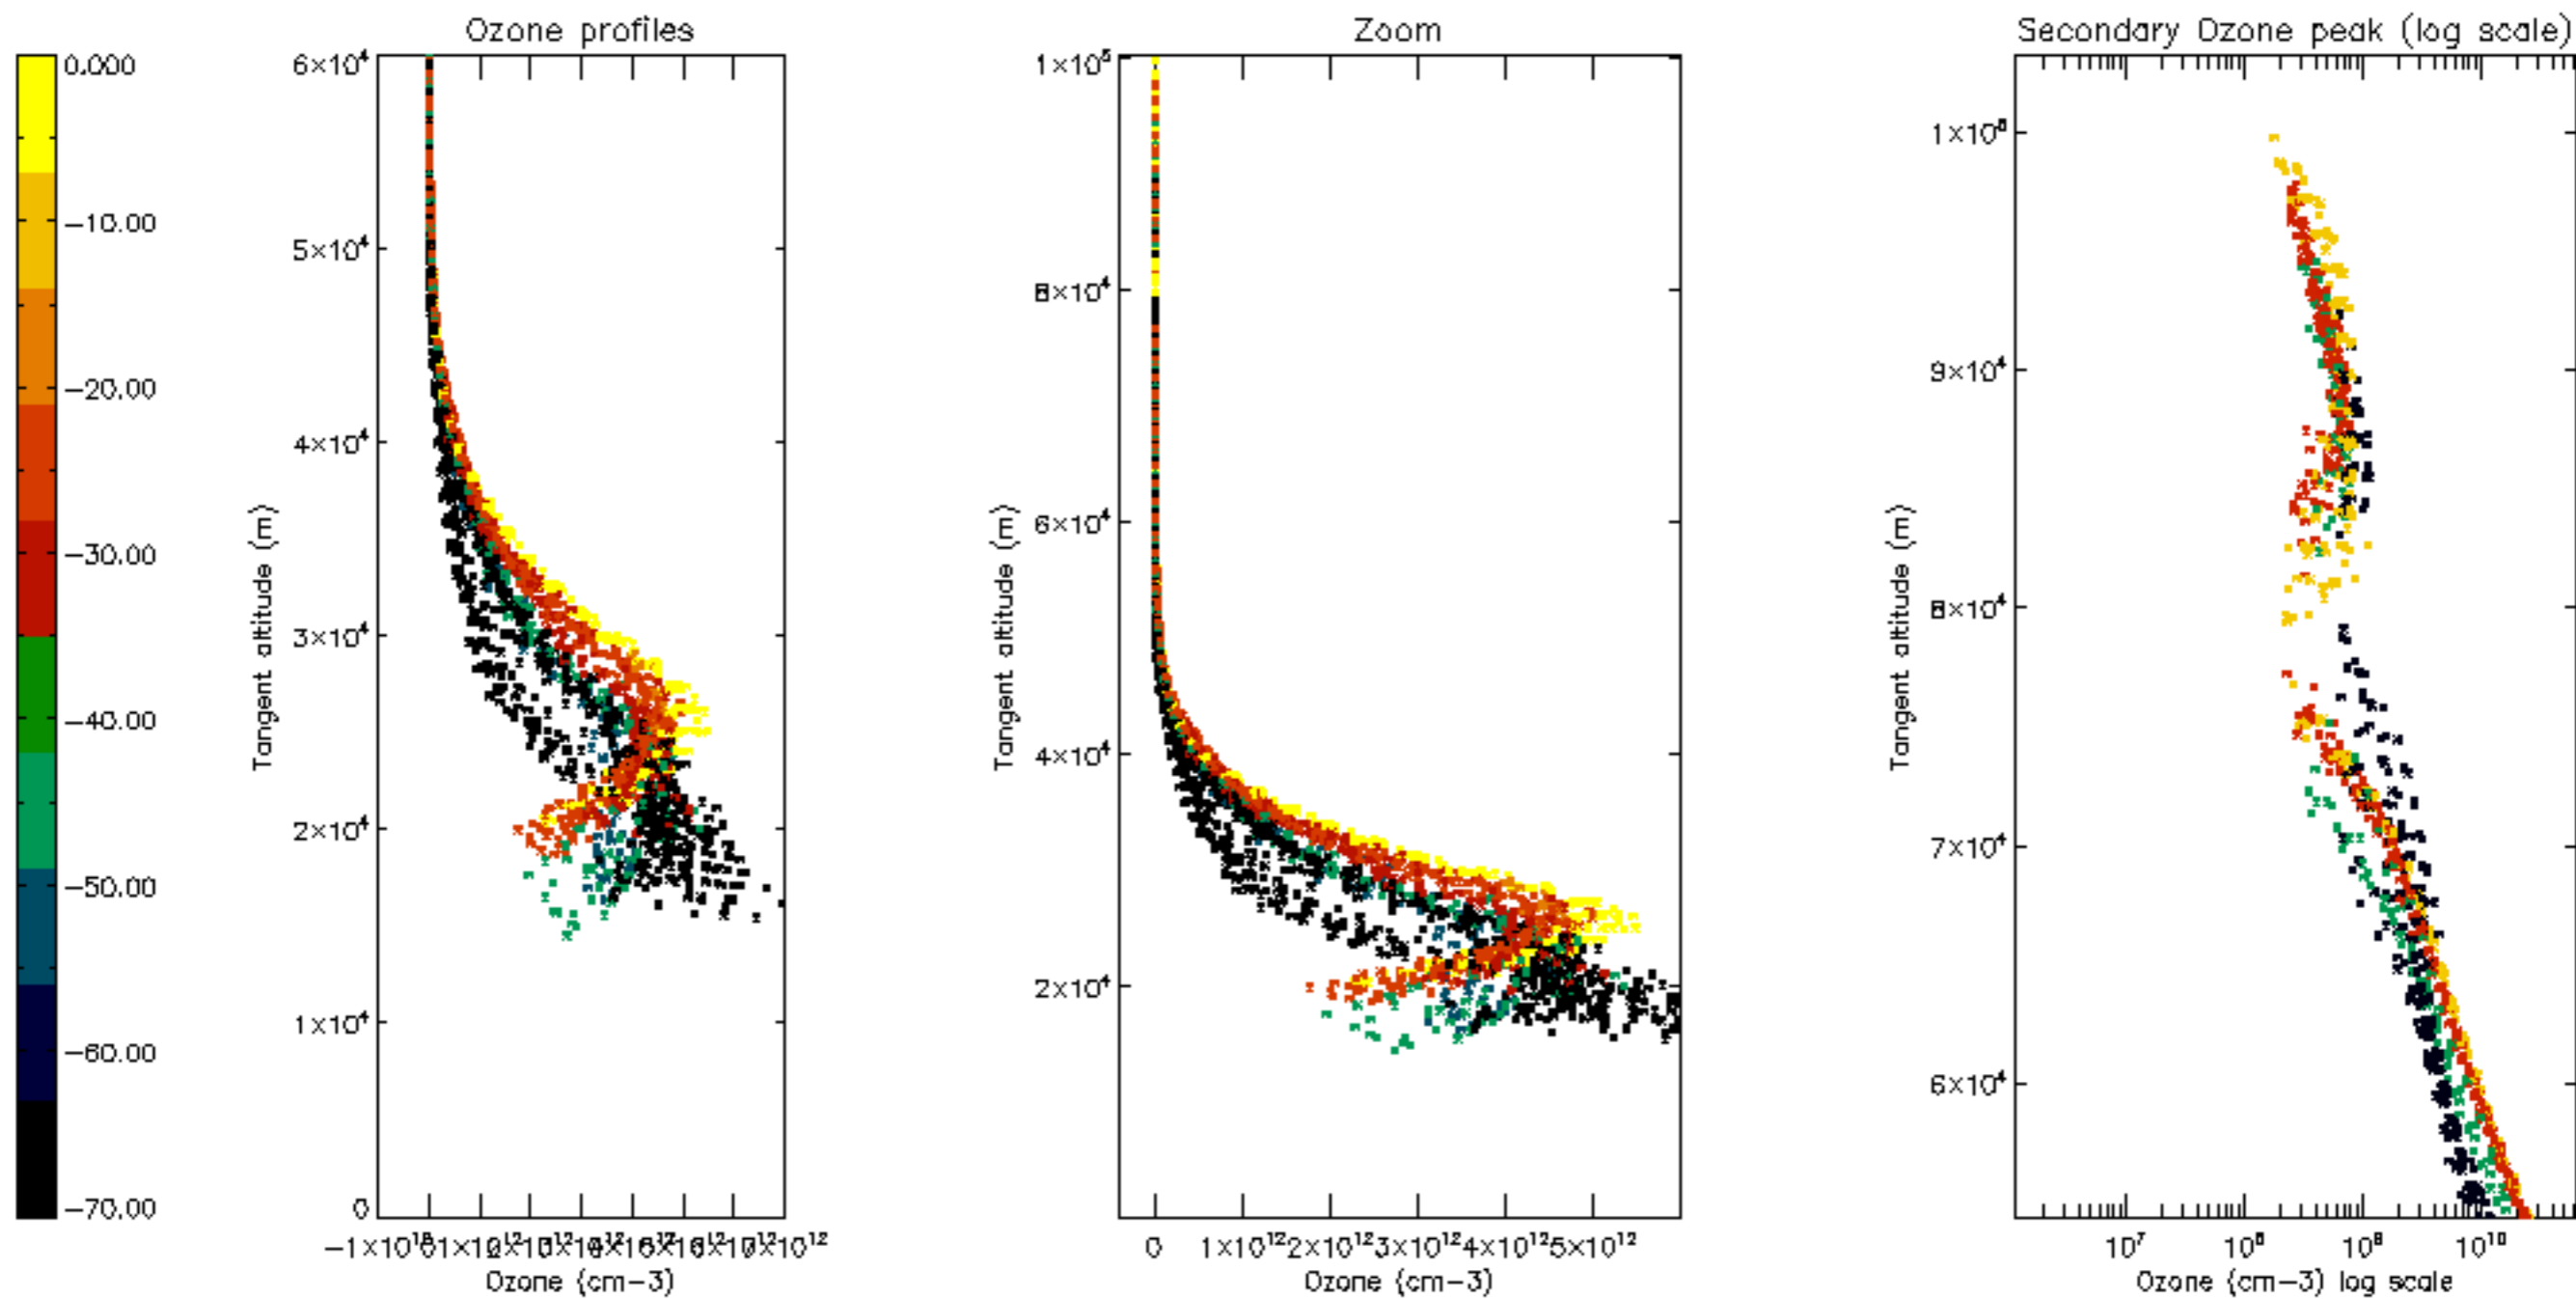 Ozone profiles
Zoom
Secondary Ozone peak (log scale)
0.000
-10.00
-20.00
-30.00
-40.00
-50.00
-60.00
-70.00
6×10⁴
5×10⁴
4×10⁴
3×10⁴
2×10⁴
1×10⁴
0
Tangent altitude (m)
Ozone (cm-3)
1×10⁵
8×10⁴
6×10⁴
4×10⁴
2×10⁴
Tangent altitude (m)
0 1×10¹² 2×10¹² 3×10¹² 4×10¹² 5×10¹²
Ozone (cm-3)
9×10⁴
8×10⁴
7×10⁴
6×10⁴
Tangent altitude (m)
10⁷ 10⁸ 10⁹ 10¹⁰
Ozone (cm-3) log scale